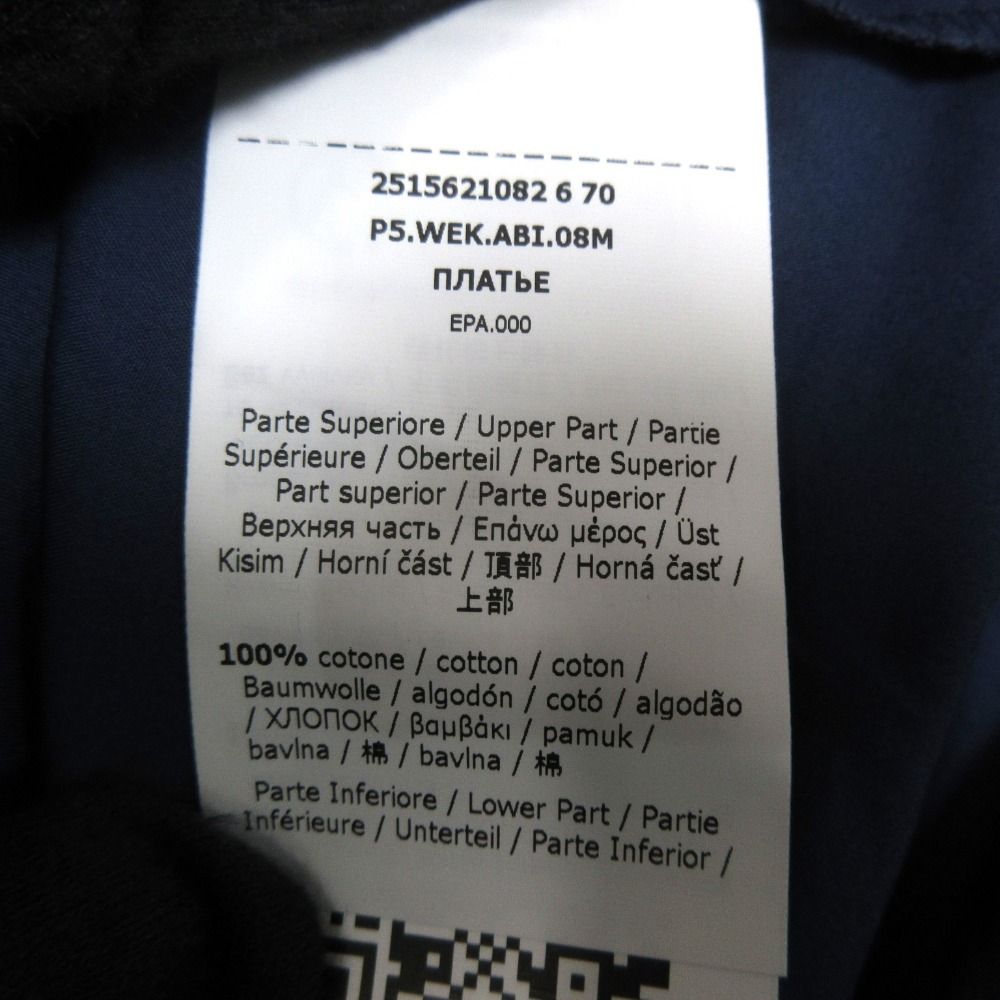 2515621082 6 70
P5.WEK.ABI.08M
ПЛАТЬЕ
EPA.000
Parte Superiore / Upper Part / Partie
Supérieure / Oberteil / Parte Superior /
Part superior / Parte Superior /
Верхняя часть / Επάνω μέρος / Üst
Kisim / Horní část / 頂部 / Horná časť /
上部
100% cotone / cotton / coton /
Baumwolle / algodón / cotó / algodão
/ ХЛОПОК / βαμβάκι / pamuk /
bavlna / 棉 / bavlna / 棉
Parte Inferiore / Lower Part / Partie
Inférieure / Unterteil / Parte Inferior /